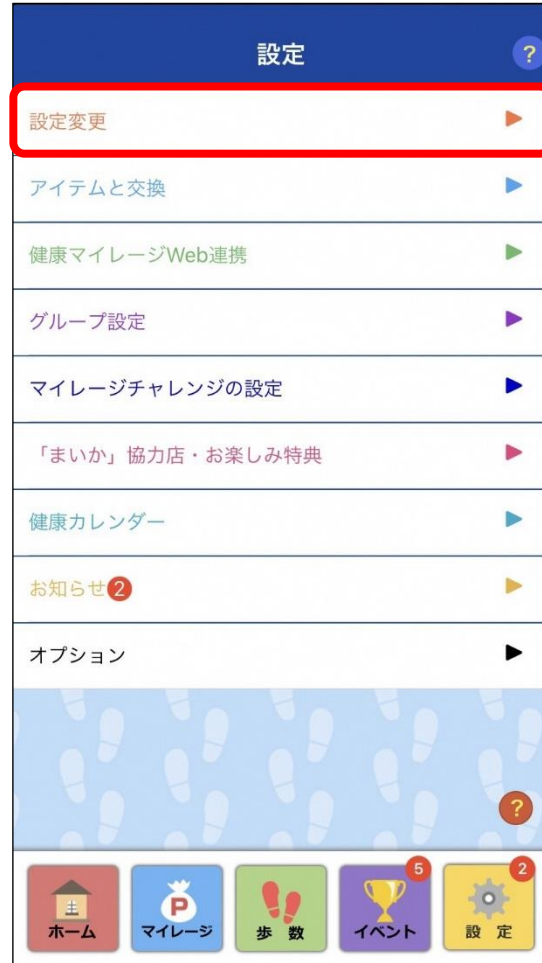 設定
?
設定変更
アイテムと交換
健康マイレージWeb連携
グループ設定
マイレージチャレンジの設定
「まいか」協力店・お楽しみ特典
健康カレンダー
お知らせ2
オプション
?
5
2
P
ホーム
マイレージ
歩 数
イベント
設 定